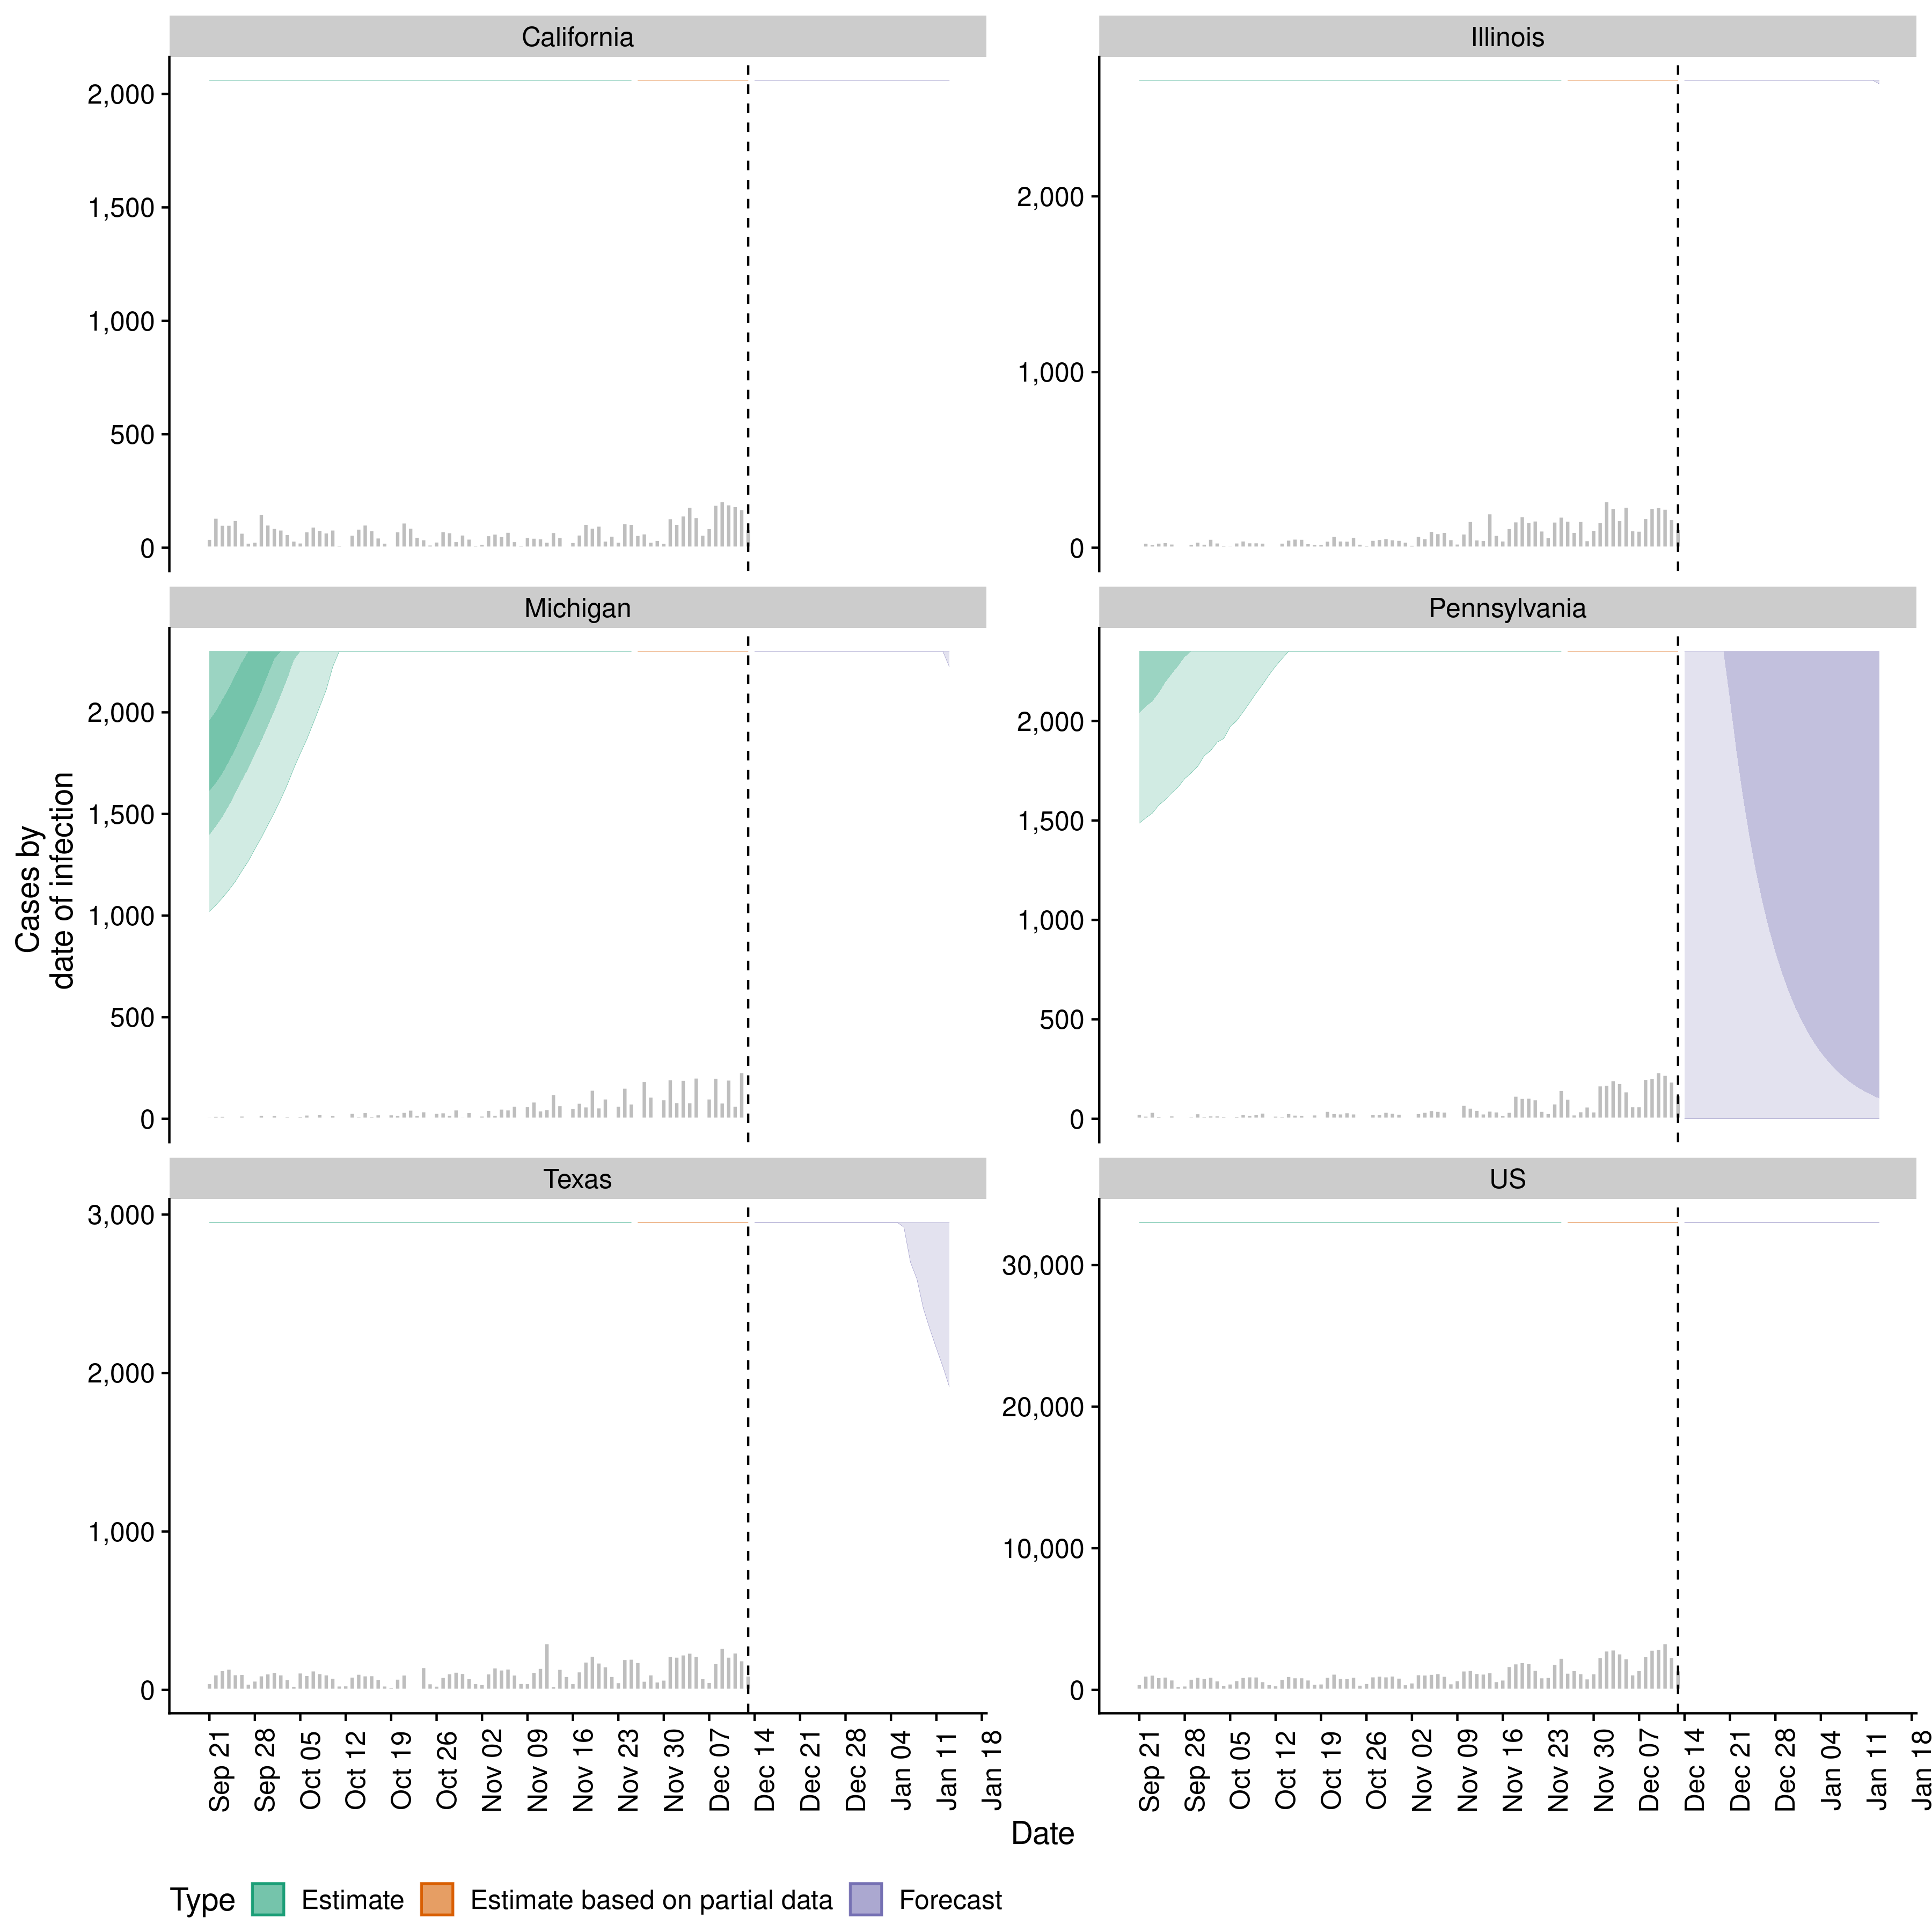 California
Illinois
2,000
1,500
1,000
500
0
2,000
1,000
0
Michigan
Pennsylvania
2,000
1,500
1,000
500
0
2,000
1,500
1,000
500
0
Texas
US
3,000
2,000
1,000
0
30,000
20,000
10,000
0
Cases by
date of infection
Sep 21
Sep 28
Oct 05
Oct 12
Oct 19
Oct 26
Nov 02
Nov 09
Nov 16
Nov 23
Nov 30
Dec 07
Dec 14
Dec 21
Dec 28
Jan 04
Jan 11
Jan 18
Sep 21
Sep 28
Oct 05
Oct 12
Oct 19
Oct 26
Nov 02
Nov 09
Nov 16
Nov 23
Nov 30
Dec 07
Dec 14
Dec 21
Dec 28
Jan 04
Jan 11
Jan 18
Date
Type Estimate Estimate based on partial data Forecast